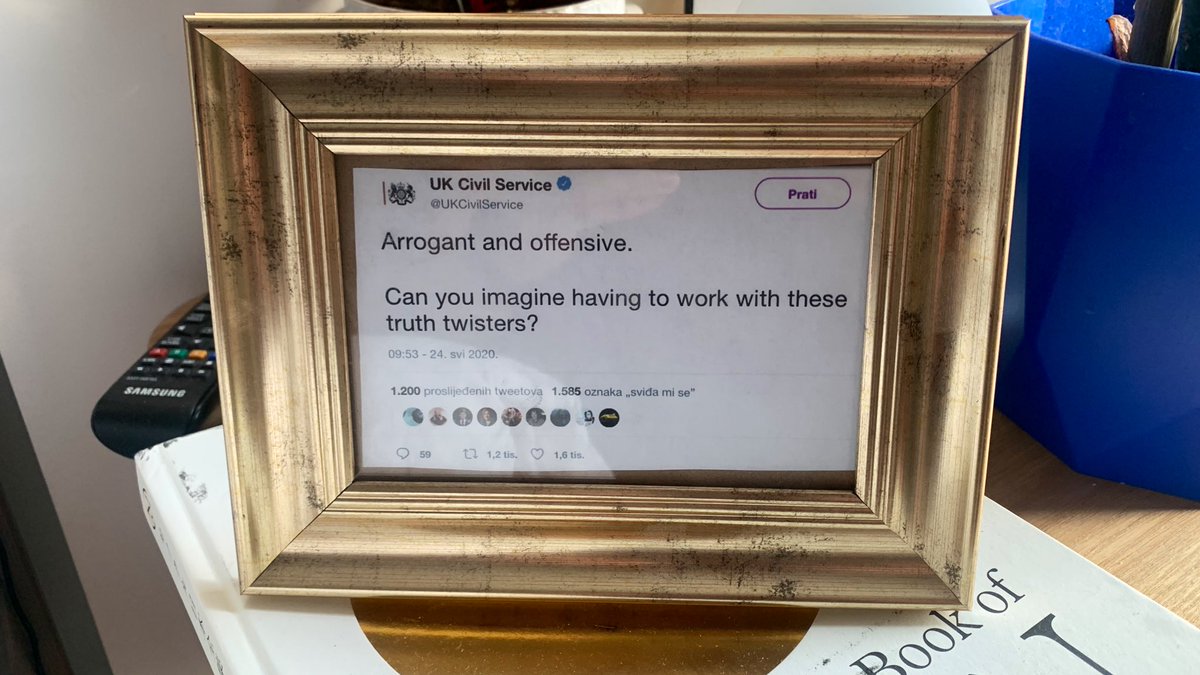 UK Civil Service
@UKCivilService
Prati
Arrogant and offensive.
Can you imagine having to work with these
truth twisters?
09:53 - 24. svi 2020.
1.200 proslijeđenih tweetova 1.585 oznaka „sviđa mi se”
59 1,2 tis. 1,6 tis.
SAMSUNG
Book of